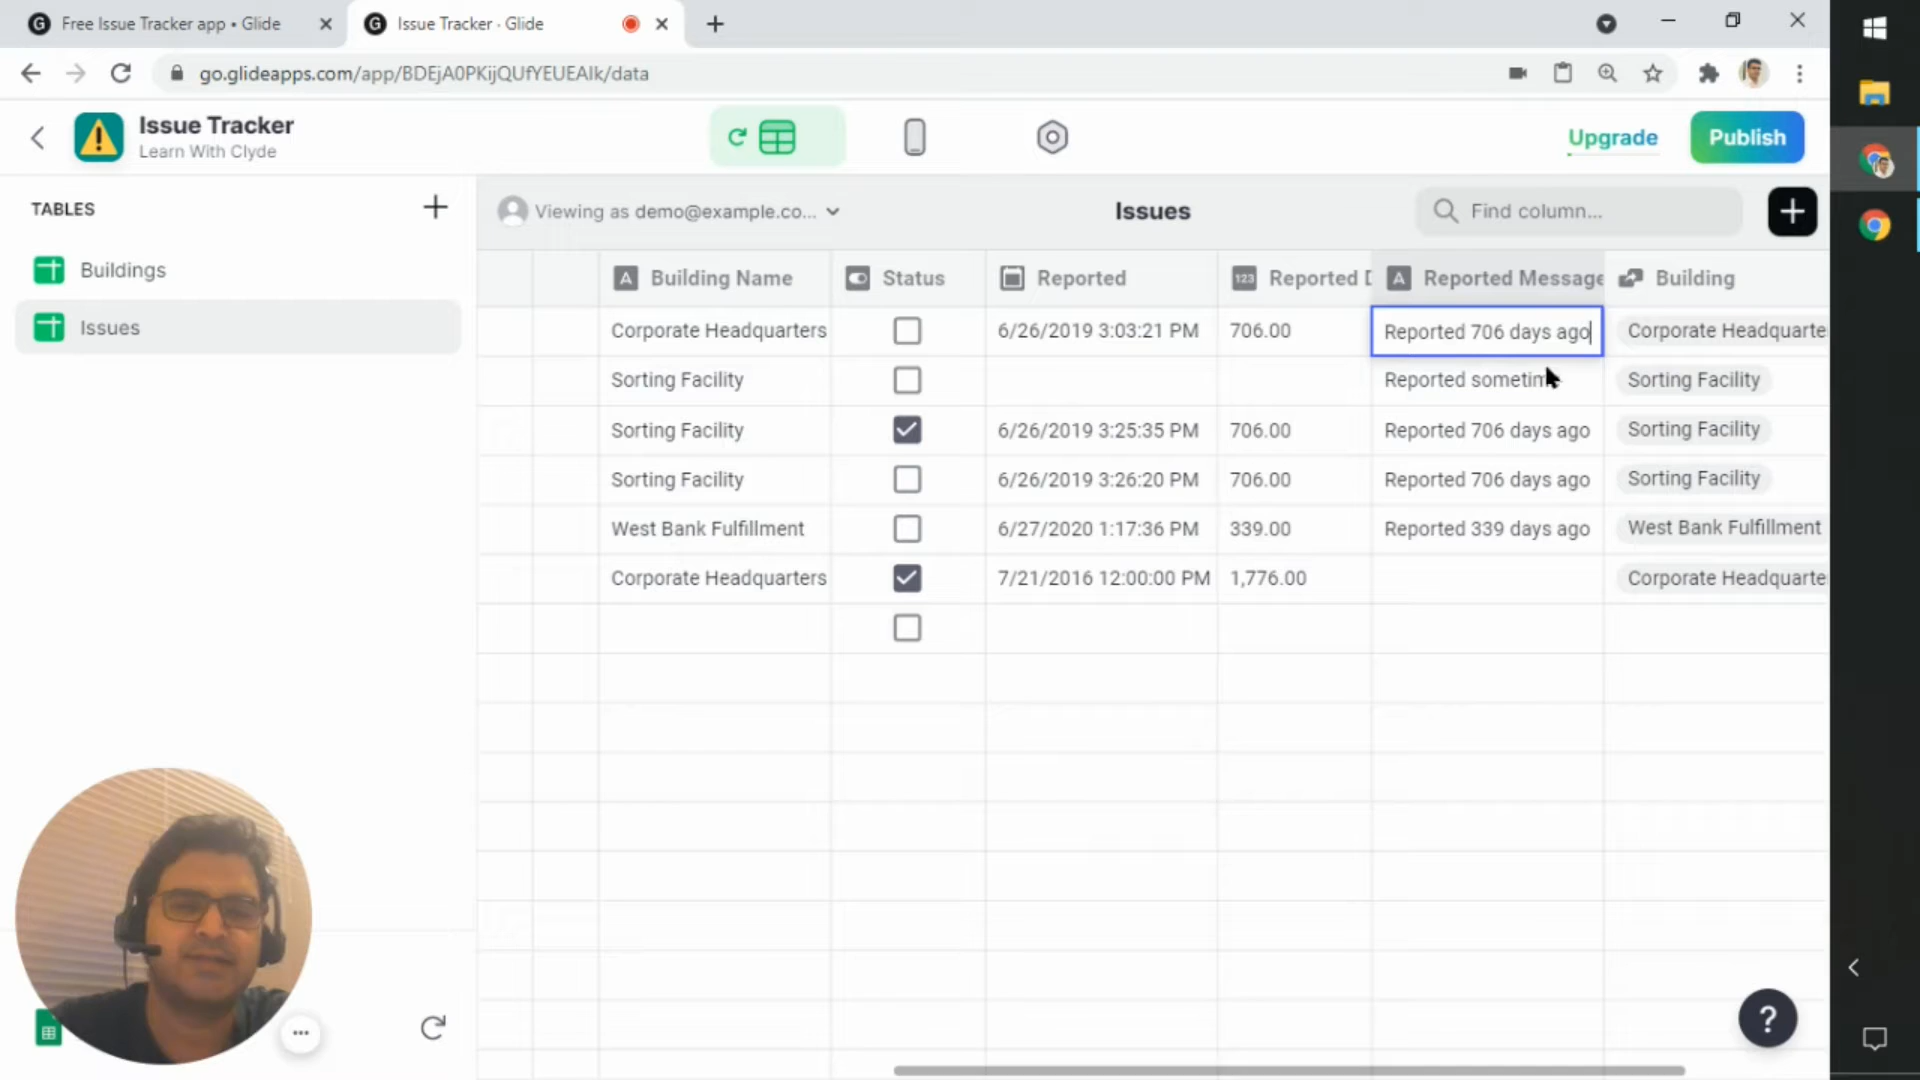 Free Issue Tracker app • Glide
Issue Tracker · Glide
go.glideapps.com/app/BDEjA0PKijQUfYEUEAIk/data
Issue Tracker
Learn With Clyde
Upgrade
Publish
TABLES
Buildings
Issues
Viewing as demo@example.co...
Issues
Find column...
Building Name Status Reported Reported D Reported Message Building
Corporate Headquarters 6/26/2019 3:03:21 PM 706.00 Reported 706 days ago Corporate Headquarte
Sorting Facility Reported sometim Sorting Facility
Sorting Facility 6/26/2019 3:25:35 PM 706.00 Reported 706 days ago Sorting Facility
Sorting Facility 6/26/2019 3:26:20 PM 706.00 Reported 706 days ago Sorting Facility
West Bank Fulfillment 6/27/2020 1:17:36 PM 339.00 Reported 339 days ago West Bank Fulfillment
Corporate Headquarters 7/21/2016 12:00:00 PM 1,776.00 Corporate Headquarte